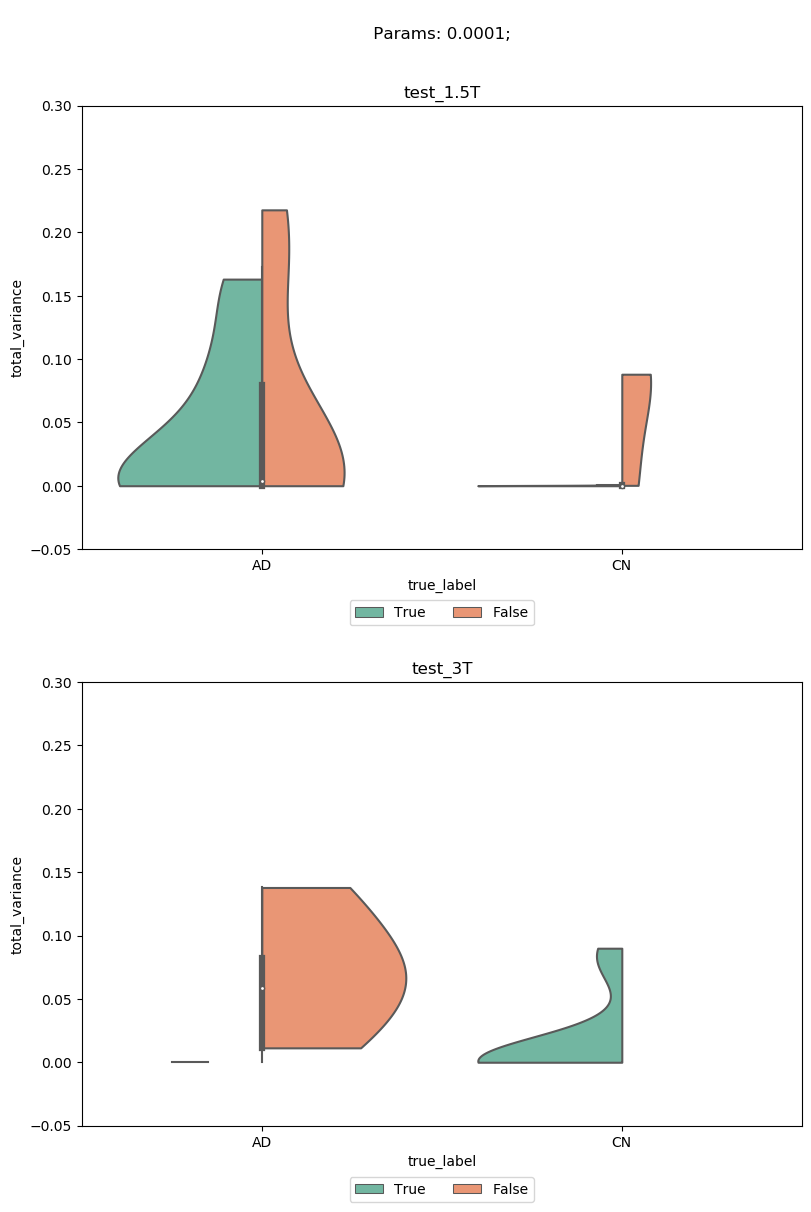 Params: 0.0001;
test_1.5T
0.30
0.25
0.20
0.15
0.10
0.05
0.00
−0.05
total_variance
AD CN
true_label
True False
test_3T
0.30
0.25
0.20
0.15
0.10
0.05
0.00
−0.05
total_variance
AD CN
true_label
True False